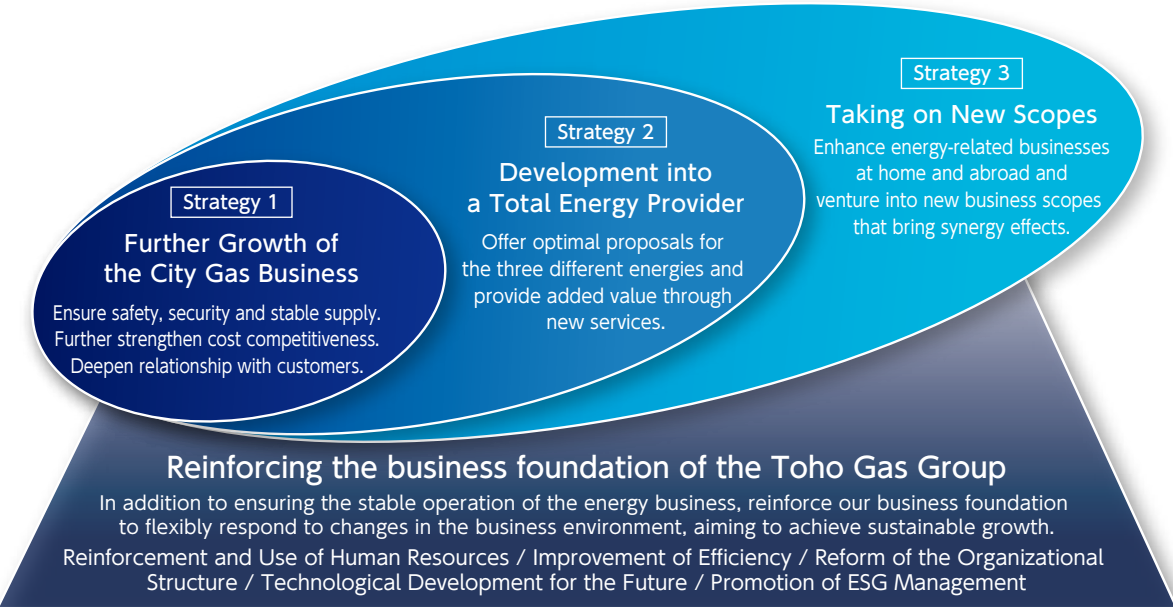 Strategy 1
Further Growth of
the City Gas Business
Ensure safety, security and stable supply.
Further strengthen cost competitiveness.
Deepen relationship with customers.
Strategy 2
Development into
a Total Energy Provider
Offer optimal proposals for
the three different energies and
provide added value through
new services.
Strategy 3
Taking on New Scopes
Enhance energy-related businesses
at home and abroad and
venture into new business scopes
that bring synergy effects.
Reinforcing the business foundation of the Toho Gas Group
In addition to ensuring the stable operation of the energy business, reinforce our business foundation
to flexibly respond to changes in the business environment, aiming to achieve sustainable growth.
Reinforcement and Use of Human Resources / Improvement of Efficiency / Reform of the Organizational
Structure / Technological Development for the Future / Promotion of ESG Management